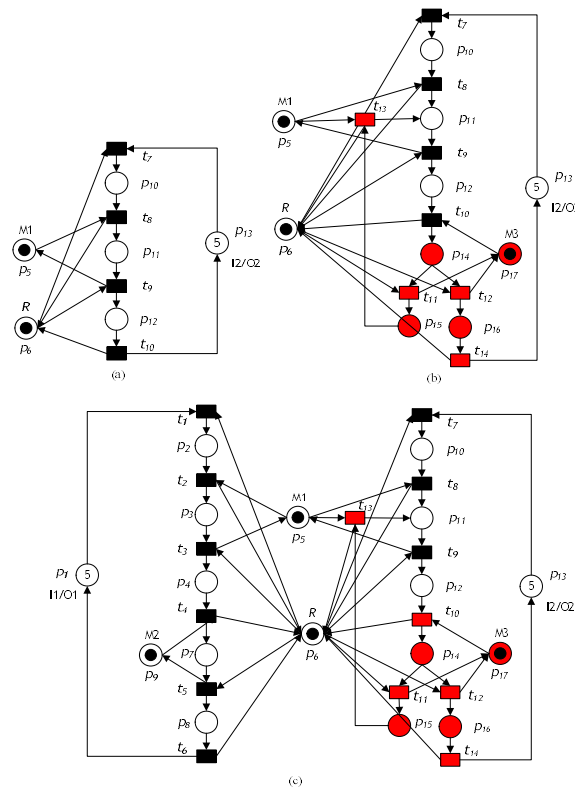 t7
p10
M1
p5
t8
p11
R
p6
t9
p12
t10
5
p13
I2/O2
(a)
t7
p10
M1
p5
t8
t13
p11
t9
p12
R
p6
t10
p14
M3
p17
t11
t12
p15
p16
t14
5
p13
I2/O2
(b)
t1
p2
t2
p3
t3
p4
t4
M2
p9
p7
t5
p8
t6
p1
5
I1/O1
M1
p5
R
p6
t7
p10
t8
t13
p11
t9
p12
t10
p14
M3
p17
t11
t12
p15
p16
t14
5
p13
I2/O2
(c)